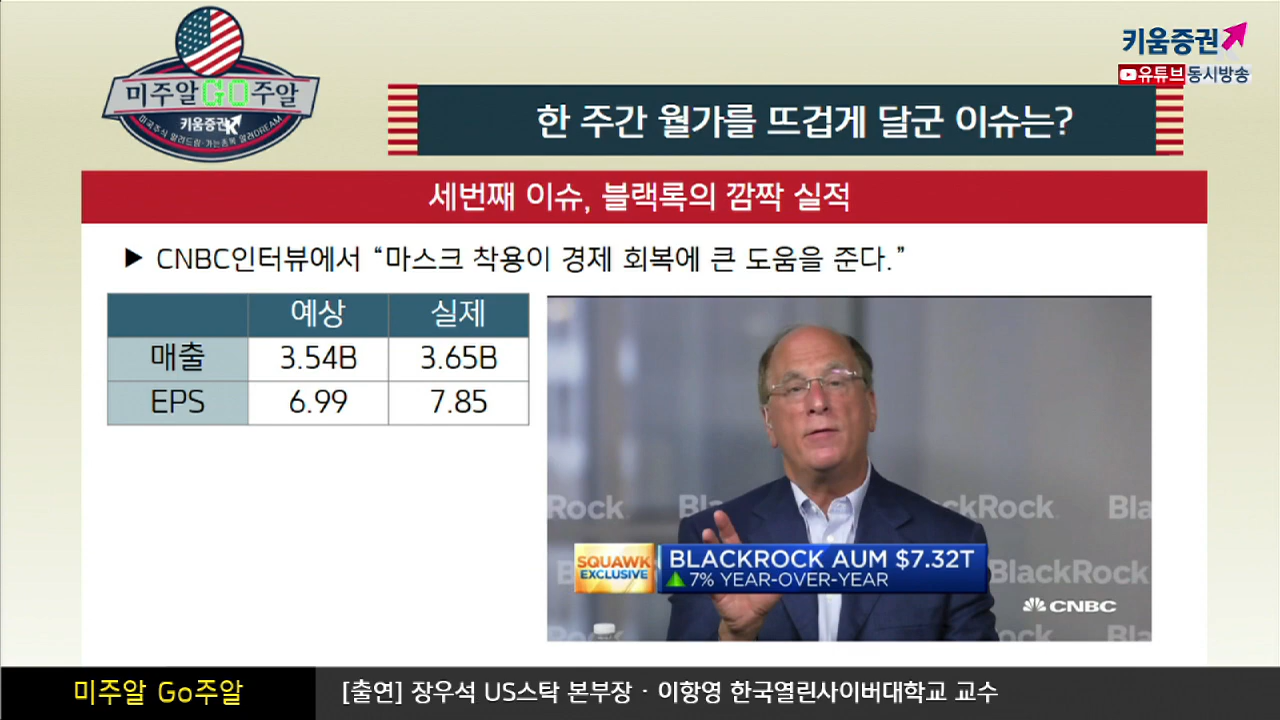 미주알GO주알
키움증권
미국주식 알려드림·가는종목 알려DREAM
키움증권
유튜브동시방송
한 주간 월가를 뜨겁게 달군 이슈는?
세번째 이슈, 블랙록의 깜짝 실적
▶ CNBC인터뷰에서 “마스크 착용이 경제 회복에 큰 도움을 준다.”
예상 실제
매출 3.54B 3.65B
EPS 6.99 7.85
Rock Bla ckRock Bla
SQUAWK EXCLUSIVE
BLACKROCK AUM $7.32T
7% YEAR-OVER-YEAR
BlackRock
CNBC
Rock Bla
미주알 Go주알
[출연] 장우석 US스탁 본부장 · 이항영 한국열린사이버대학교 교수